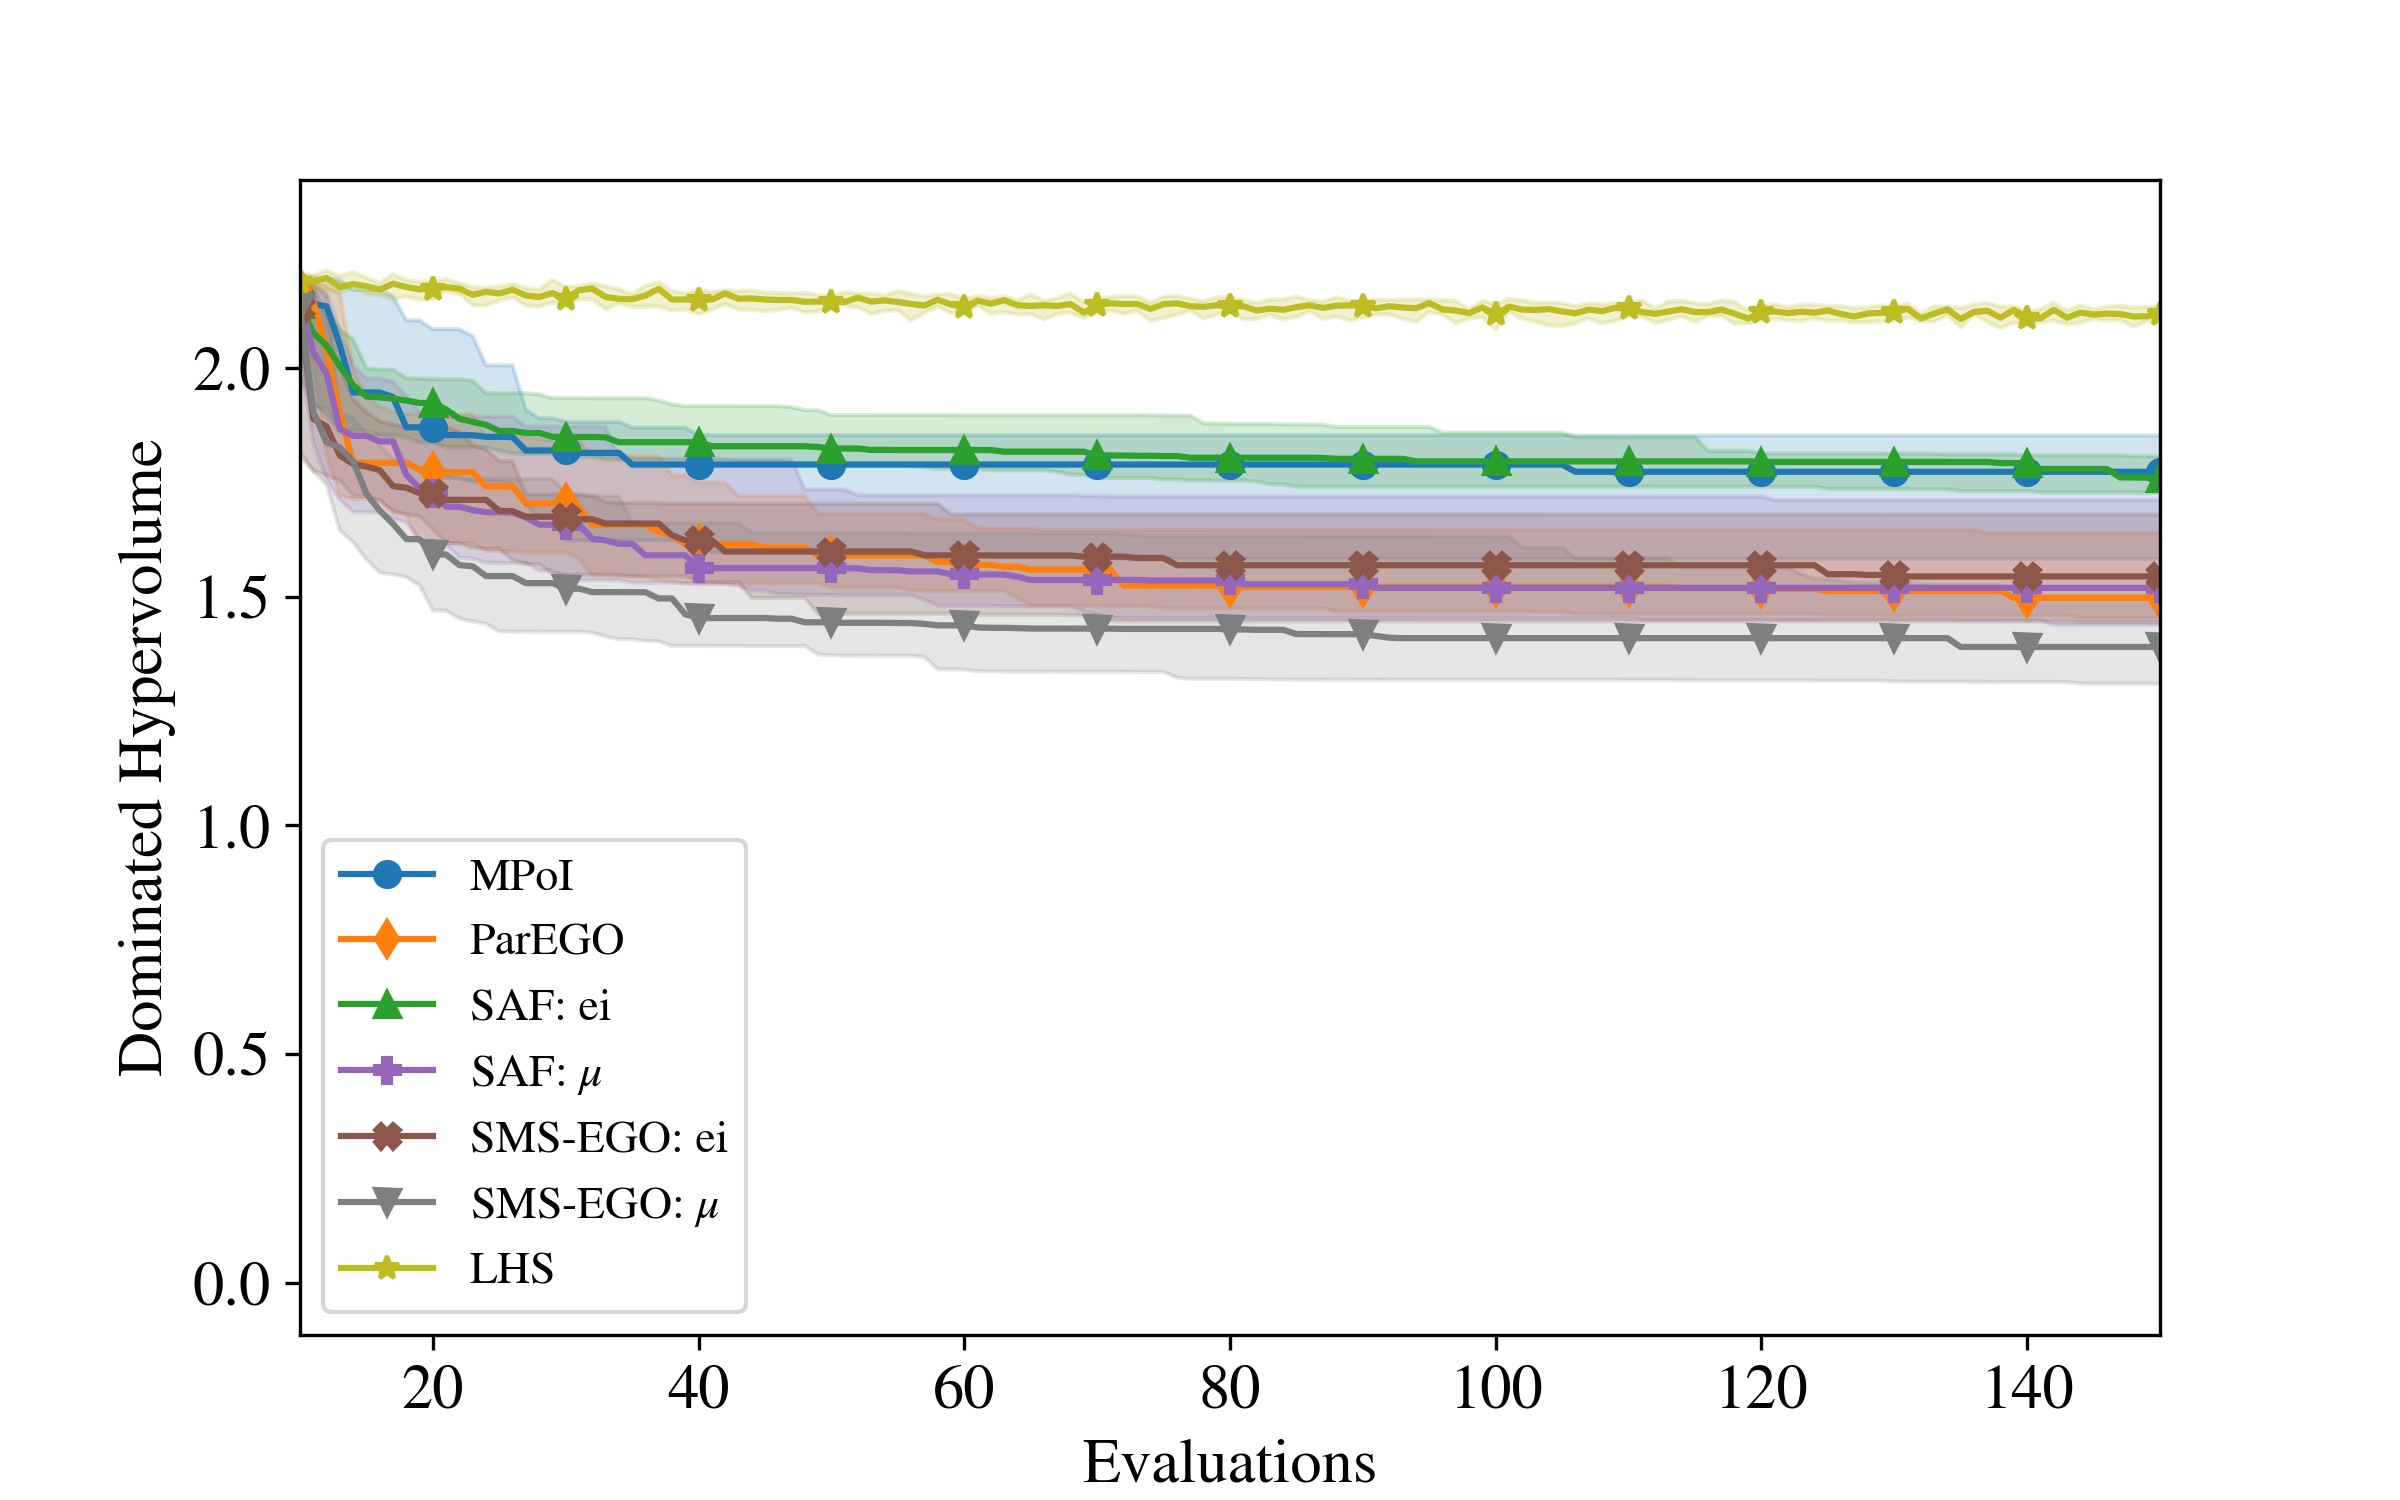 Dominated Hypervolume
2.0
1.5
1.0
0.5
0.0
MPoI
ParEGO
SAF: ei
SAF: μ
SMS-EGO: ei
SMS-EGO: μ
LHS
20 40 60 80 100 120 140
Evaluations